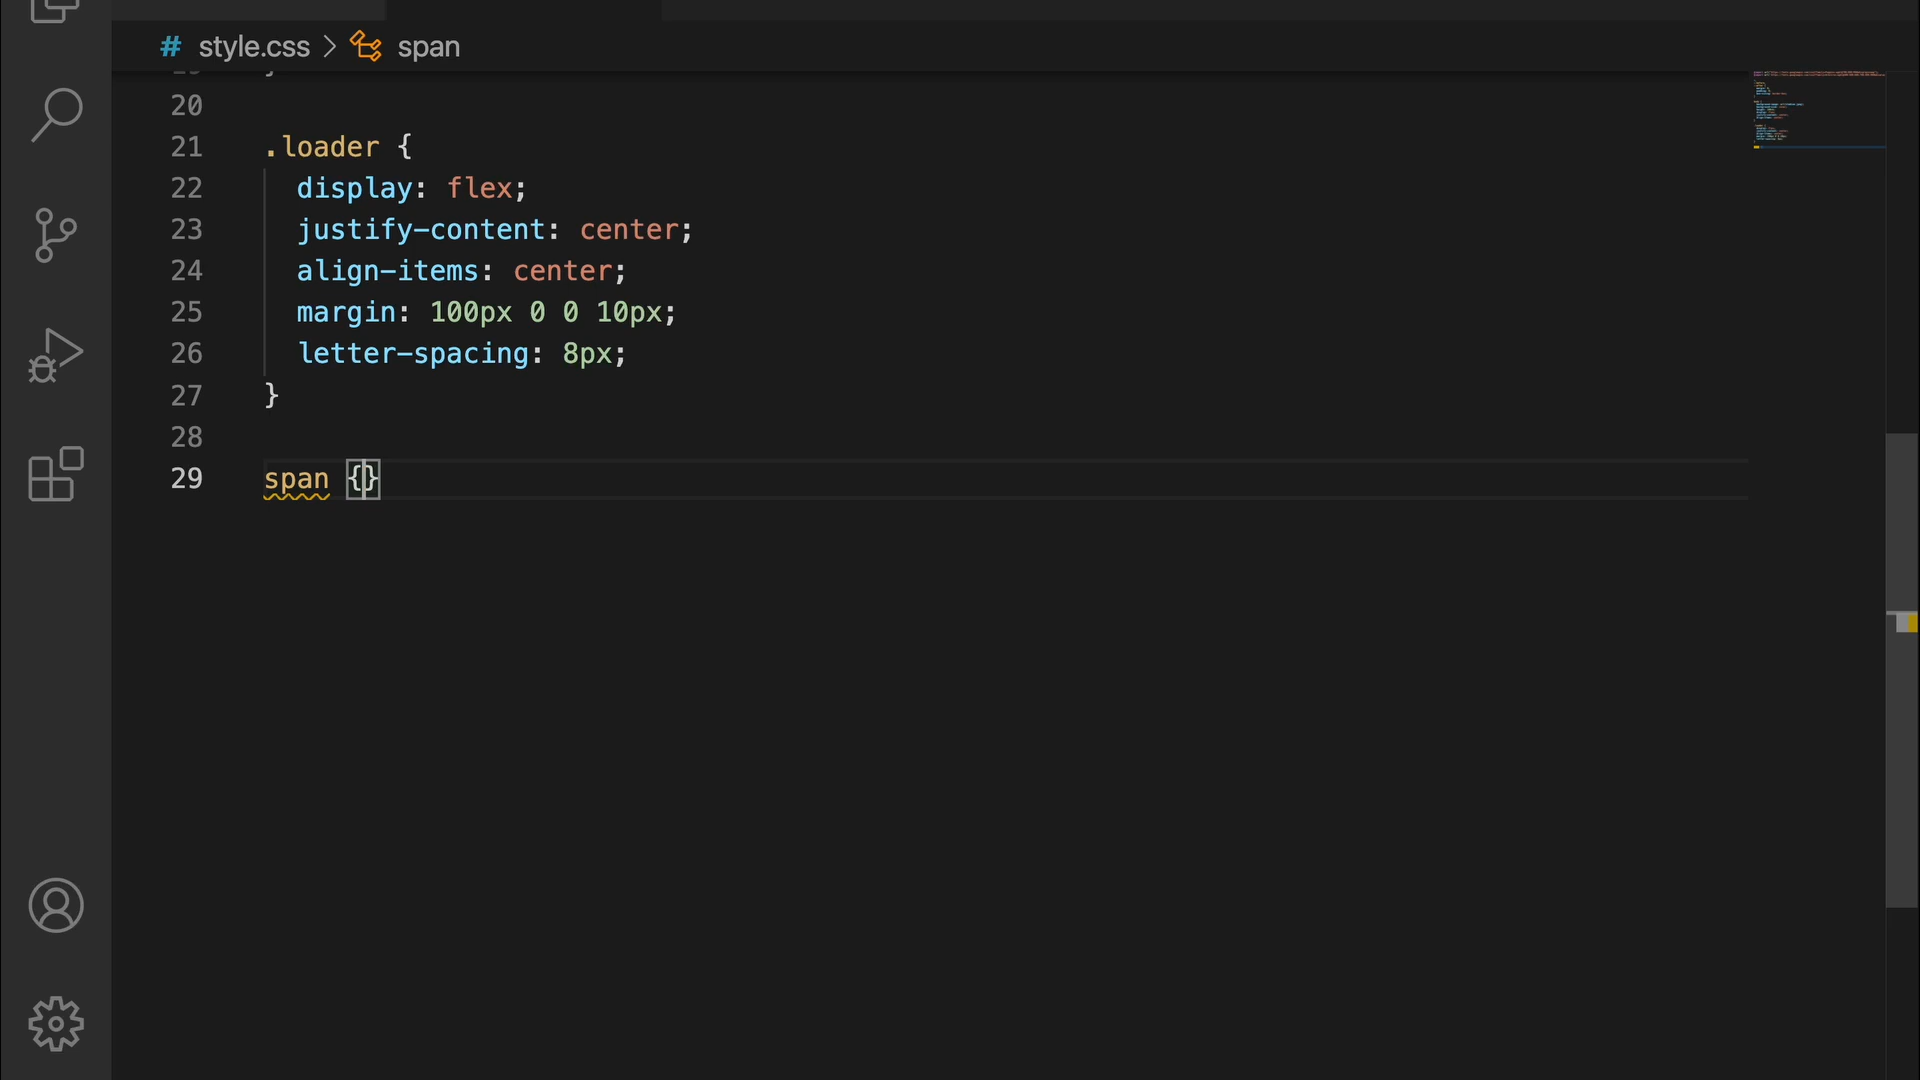 # style.css > span
20
21 .loader {
22 display: flex;
23 justify-content: center;
24 align-items: center;
25 margin: 100px 0 0 10px;
26 letter-spacing: 8px;
27 }
28
29 span {}